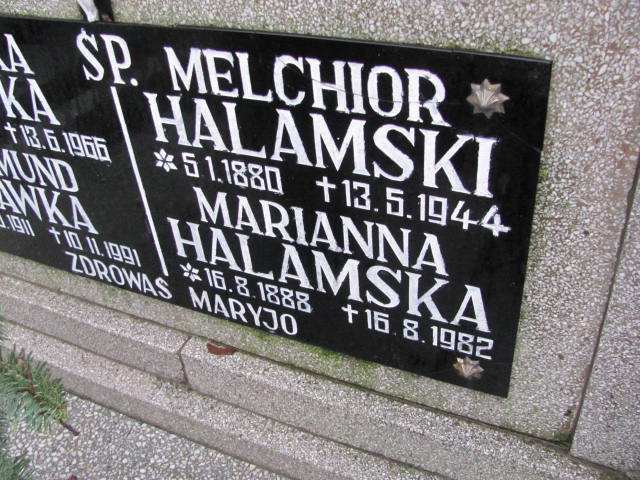 ŚP. MELCHIOR
HALAMSKI
* 5.1.1880 +13.5.1944
MARIANNA
HALAMSKA
* 16.8.1888 +16.8.1982
KA
KA
+13.6.1966
MUND
AWKA
1911 +10.11.1991
ZDROWAŚ MARYJO